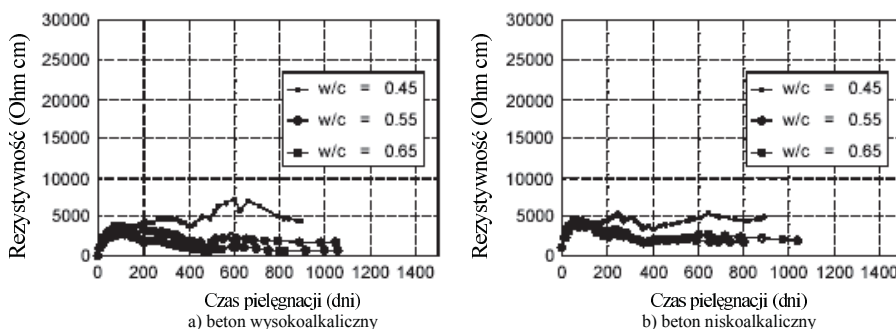 30000
25000
20000
15000
10000
5000
0
Rezystywność (Ohm cm)
w/c = 0.45
w/c = 0.55
w/c = 0.65
0 200 400 600 800 1000 1200 1400
Czas pielęgnacji (dni)
a) beton wysokoalkaliczny
30000
25000
20000
15000
10000
5000
0
Rezystywność (Ohm cm)
w/c = 0.45
w/c = 0.55
w/c = 0.65
0 200 400 600 800 1000 1200 1400
Czas pielęgnacji (dni)
b) beton niskoalkaliczny